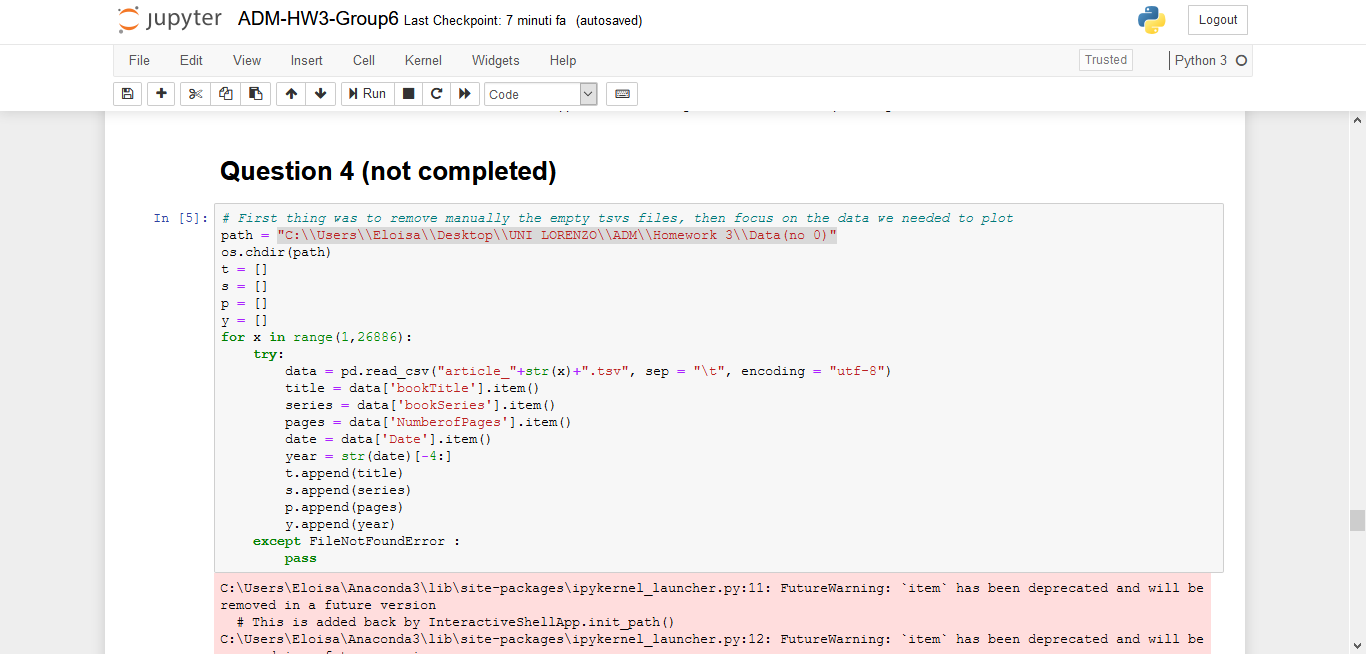 jupyter ADM-HW3-Group6 Last Checkpoint: 7 minuti fa (autosaved)
Logout
File Edit View Insert Cell Kernel Widgets Help
Trusted
Python 3
Run
Code
Question 4 (not completed)
In [5]:
# First thing was to remove manually the empty tsvs files, then focus on the data we needed to plot
path = "C:\\Users\\Eloisa\\Desktop\\UNI LORENZO\\ADM\\Homework 3\\Data(no 0)"
os.chdir(path)
t = []
s = []
p = []
y = []
for x in range(1,26886):
    try:
        data = pd.read_csv("article_"+str(x)+".tsv", sep = "\t", encoding = "utf-8")
        title = data['bookTitle'].item()
        series = data['bookSeries'].item()
        pages = data['NumberofPages'].item()
        date = data['Date'].item()
        year = str(date)[-4:]
        t.append(title)
        s.append(series)
        p.append(pages)
        y.append(year)
    except FileNotFoundError :
        pass
C:\Users\Eloisa\Anaconda3\lib\site-packages\ipykernel_launcher.py:11: FutureWarning: `item` has been deprecated and will be
removed in a future version
  # This is added back by InteractiveShellApp.init_path()
C:\Users\Eloisa\Anaconda3\lib\site-packages\ipykernel_launcher.py:12: FutureWarning: `item` has been deprecated and will be